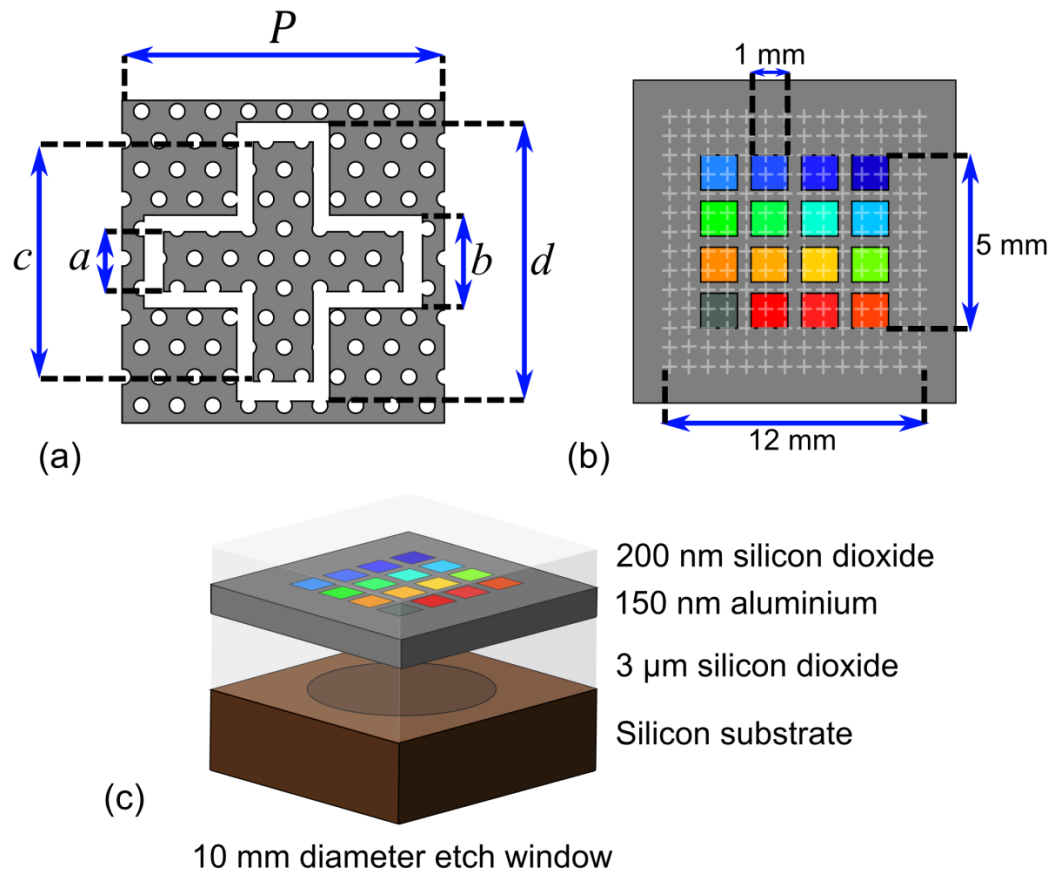 P
c
a
b
d
(a)
1 mm
5 mm
12 mm
(b)
200 nm silicon dioxide
150 nm aluminium
3 μm silicon dioxide
Silicon substrate
(c)
10 mm diameter etch window